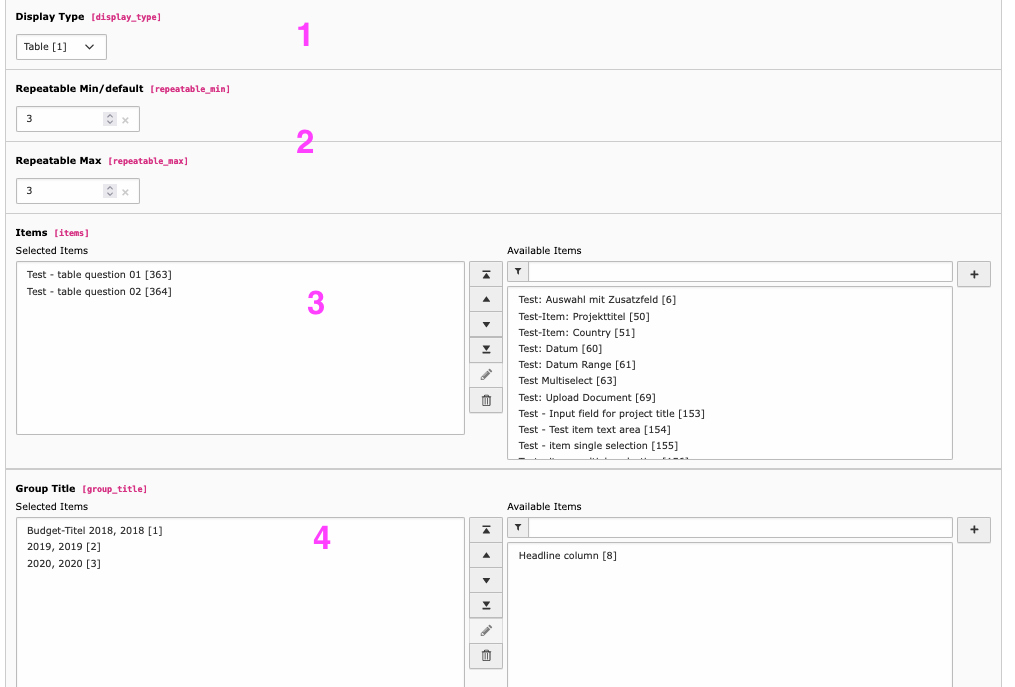 Display Type [display_type]
1
Table [1]
Repeatable Min/default [repeatable_min]
3
2
Repeatable Max [repeatable_max]
3
Items [items]
Selected Items
Test - table question 01 [363]
Test - table question 02 [364]
3
Available Items
Test: Auswahl mit Zusatzfeld [6]
Test-Item: Projekttitel [50]
Test-Item: Country [51]
Test: Datum [60]
Test: Datum Range [61]
Test Multiselect [63]
Test: Upload Document [69]
Test - Input field for project title [153]
Test - Test item text area [154]
Test - item single selection [155]
Group Title [group_title]
Selected Items
Budget-Titel 2018, 2018 [1]
2019, 2019 [2]
2020, 2020 [3]
4
Available Items
Headline column [8]